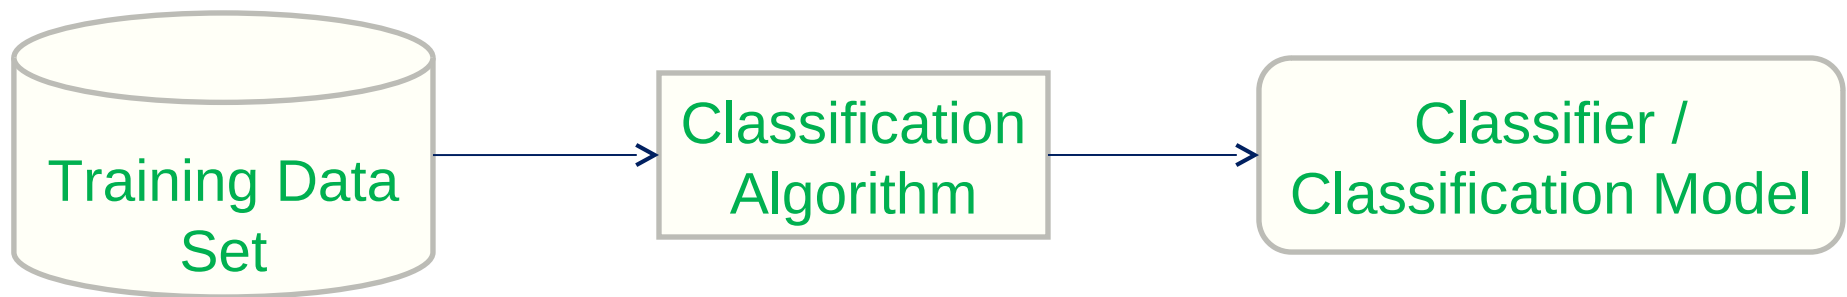 Training Data
Set
Classification
Algorithm
Classifier /
Classification Model